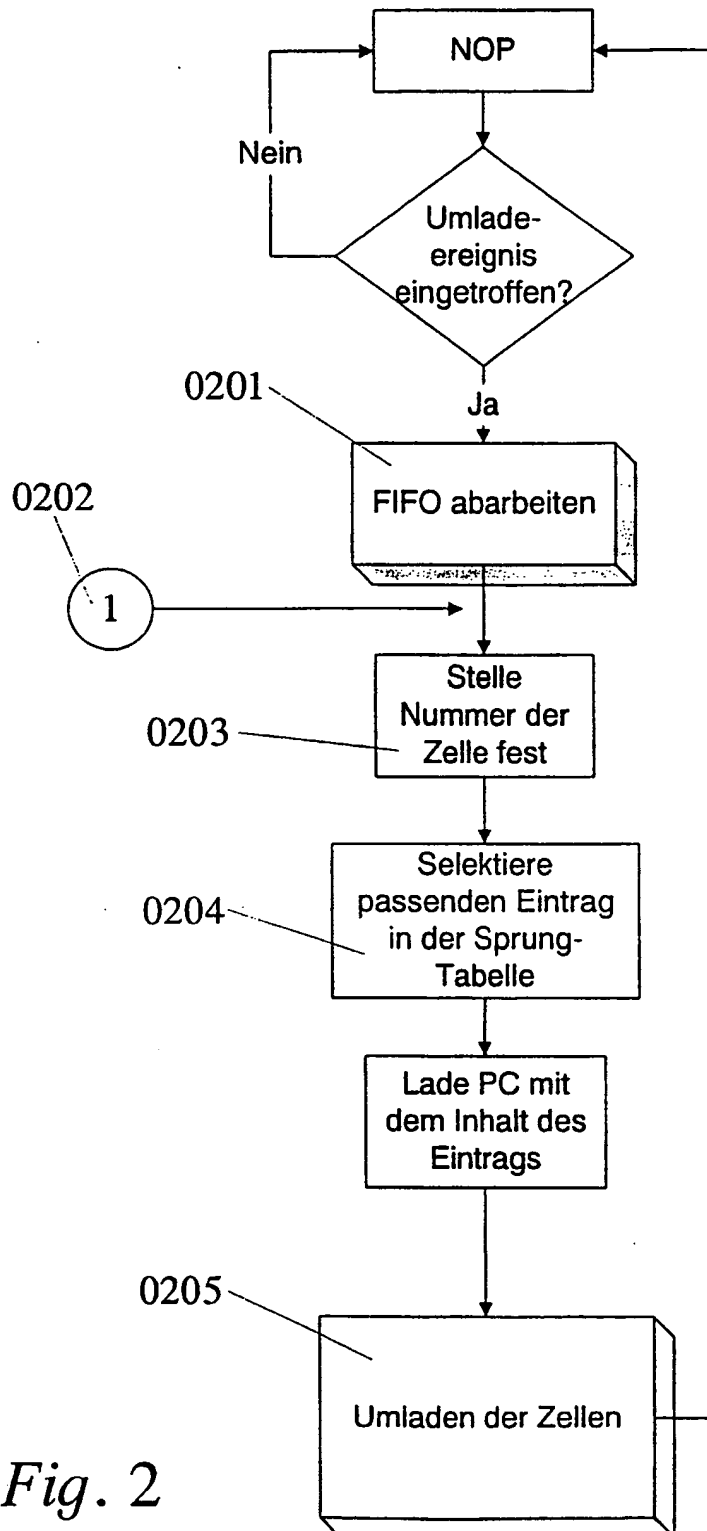 NOP
Nein
Umlade-
ereignis
eingetroffen?
Ja
0201
FIFO abarbeiten
0202
1
Stelle
Nummer der
Zelle fest
0203
Selektiere
passenden Eintrag
in der Sprung-
Tabelle
0204
Lade PC mit
dem Inhalt des
Eintrags
0205
Umladen der Zellen
Fig. 2